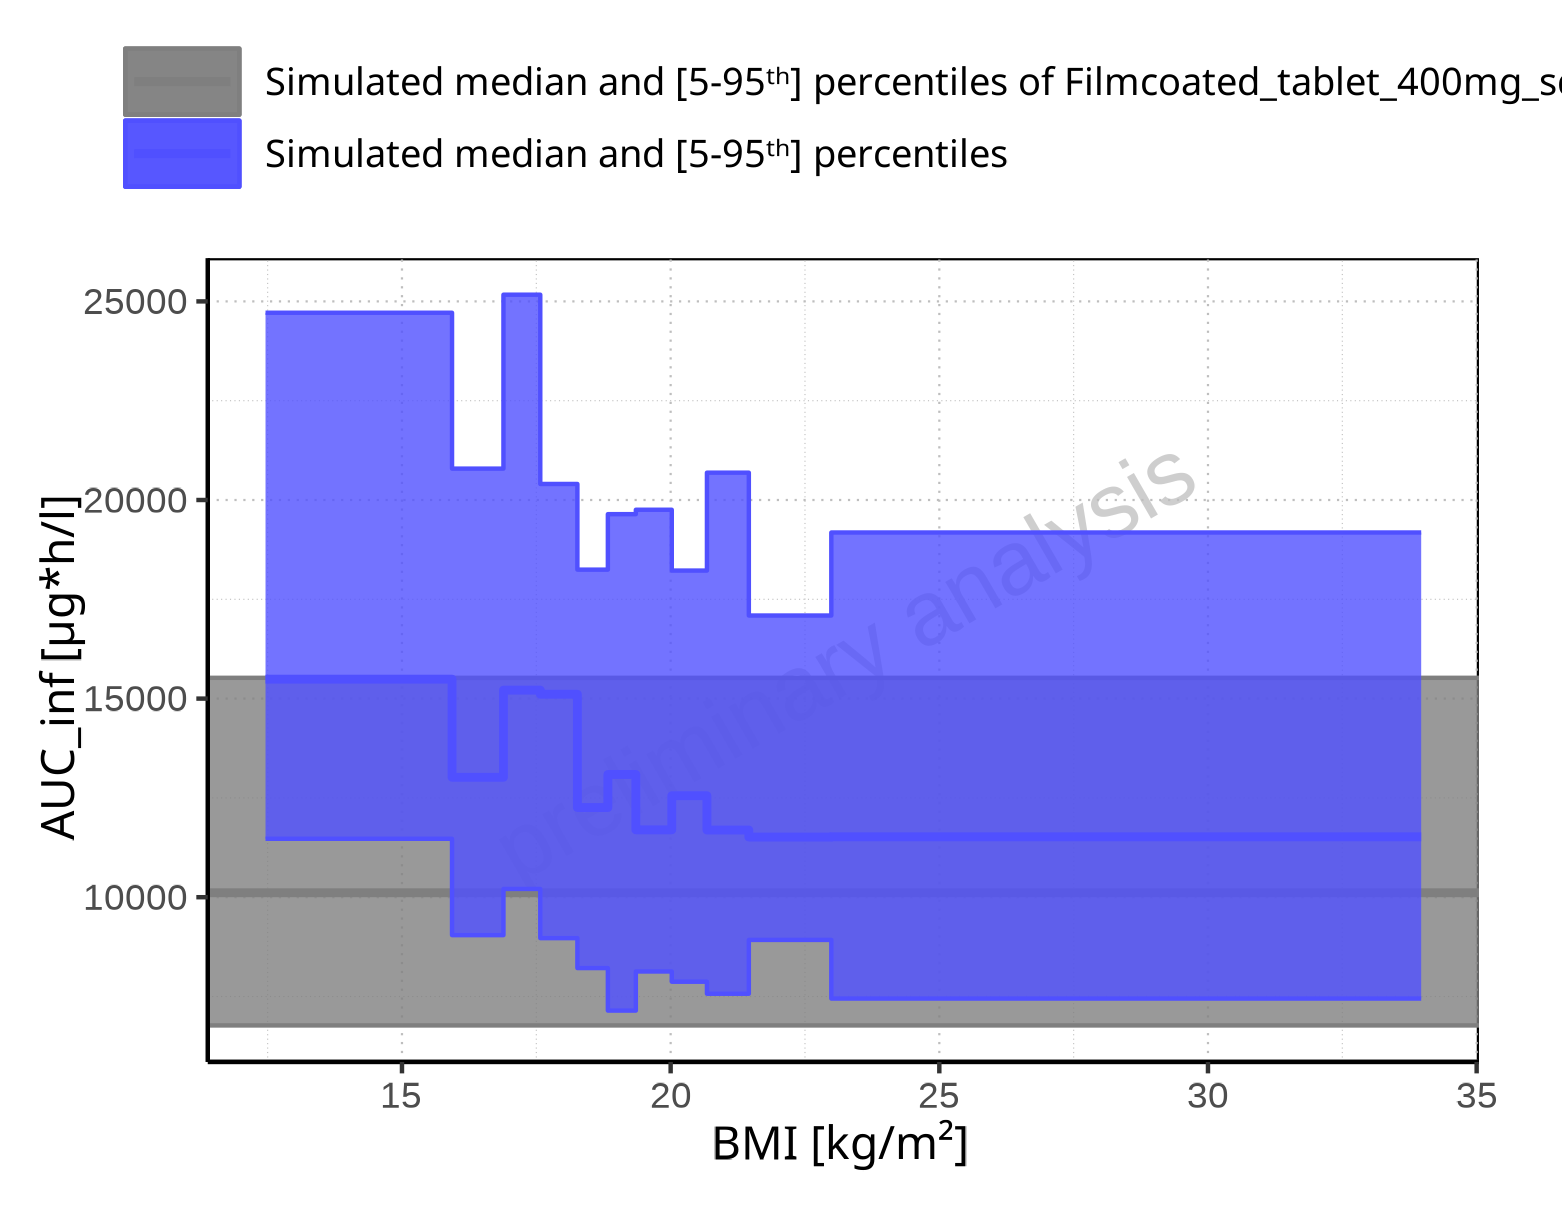 Simulated median and [5-95ᵗʰ] percentiles of Filmcoated_tablet_400mg_s
Simulated median and [5-95ᵗʰ] percentiles
25000
20000
15000
10000
AUC_inf [µg*h/l]
preliminary analysis
15 20 25 30 35
BMI [kg/m²]